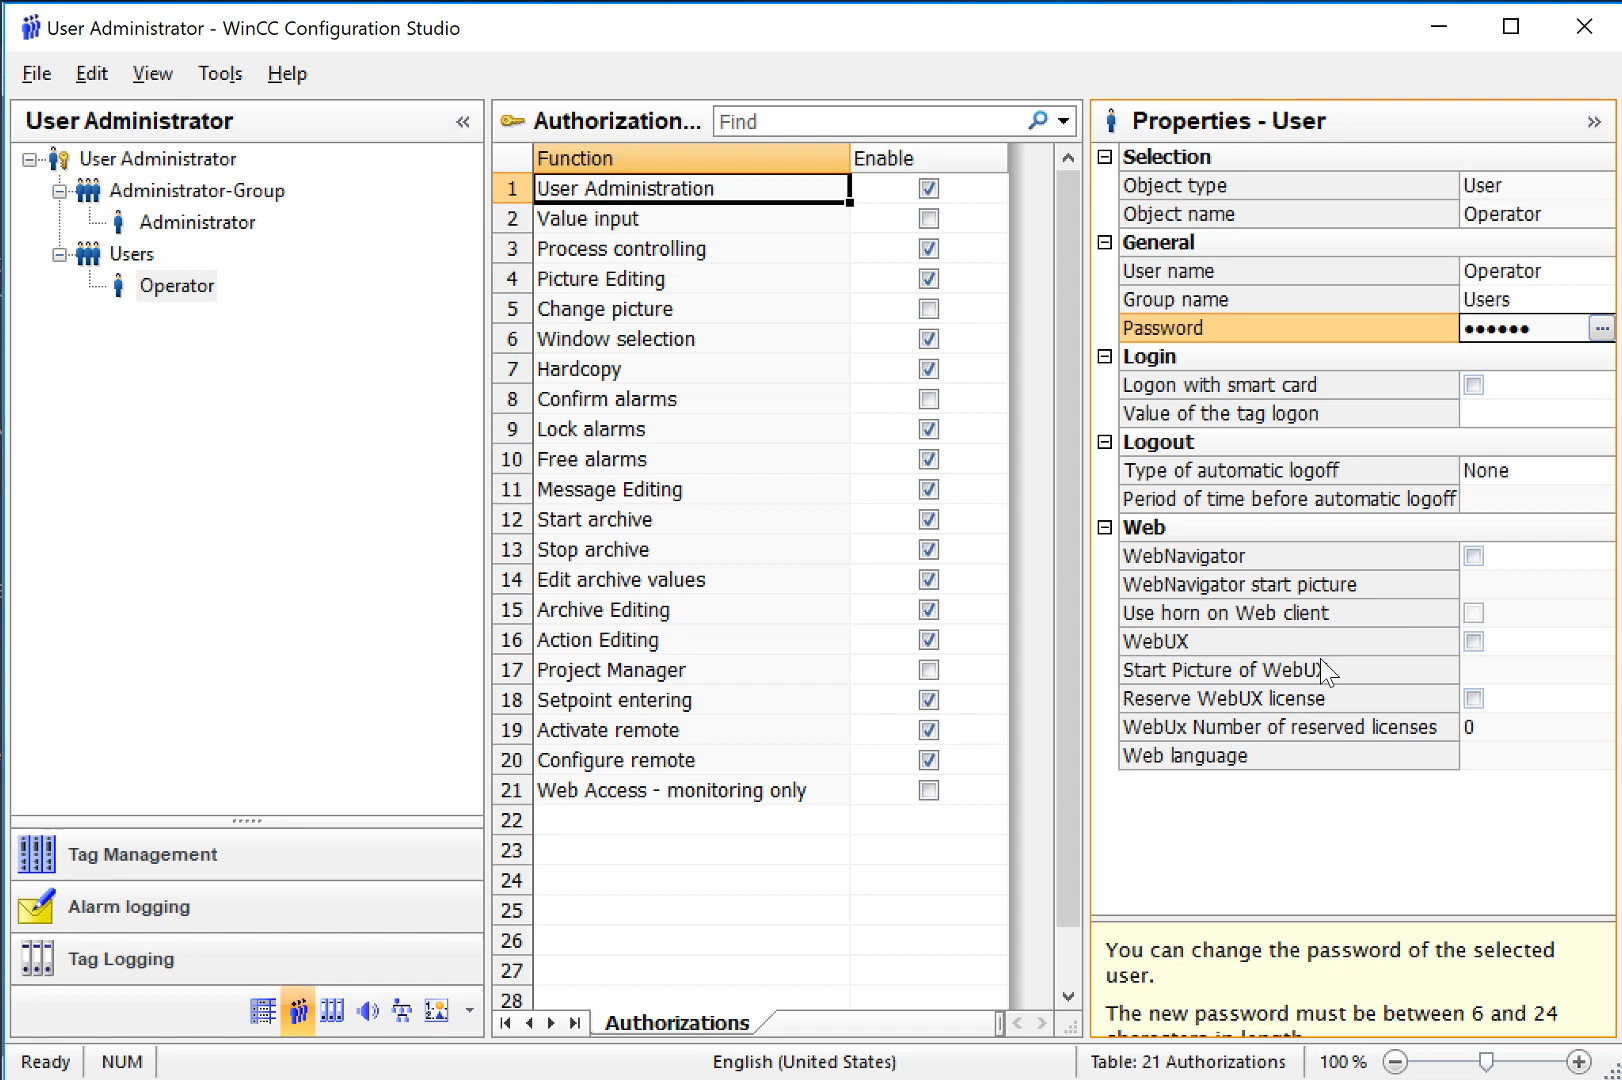 User Administrator - WinCC Configuration Studio
File Edit View Tools Help
User Administrator «
User Administrator
Administrator-Group
Administrator
Users
Operator
Tag Management
Alarm logging
Tag Logging
Authorization... Find
Function Enable
1 User Administration
2 Value input
3 Process controlling
4 Picture Editing
5 Change picture
6 Window selection
7 Hardcopy
8 Confirm alarms
9 Lock alarms
10 Free alarms
11 Message Editing
12 Start archive
13 Stop archive
14 Edit archive values
15 Archive Editing
16 Action Editing
17 Project Manager
18 Setpoint entering
19 Activate remote
20 Configure remote
21 Web Access - monitoring only
22
23
24
25
26
27
28
Authorizations
Properties - User »
Selection
Object type User
Object name Operator
General
User name Operator
Group name Users
Password ●●●●●● ...
Login
Logon with smart card
Value of the tag logon
Logout
Type of automatic logoff None
Period of time before automatic logoff
Web
WebNavigator
WebNavigator start picture
Use horn on Web client
WebUX
Start Picture of WebUX
Reserve WebUX license
WebUx Number of reserved licenses 0
Web language
You can change the password of the selected
user.
The new password must be between 6 and 24
characters in length
Ready NUM English (United States) Table: 21 Authorizations 100 %